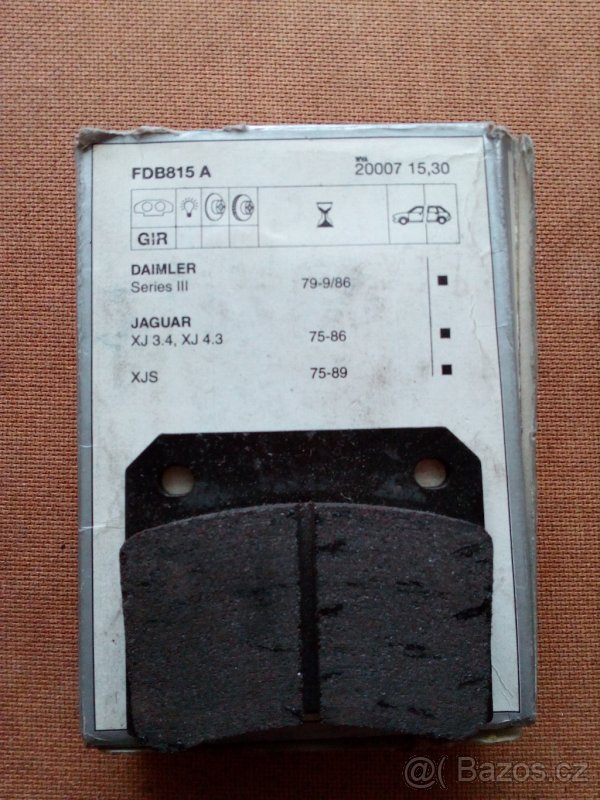 FDB815 A
WVA
20007 15,30
GIR
DAIMLER
Series III 79-9/86
JAGUAR
XJ 3.4, XJ 4.3 75-86
XJS 75-89
@( Bazos.cz